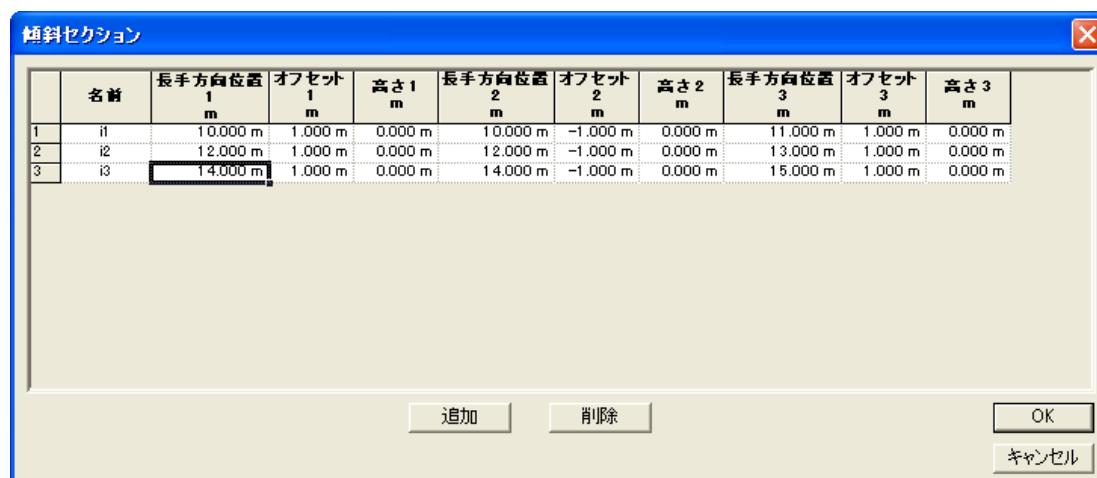 傾斜セクション
名前 長手方向位置 1 m オフセット 1 m 高さ1 m 長手方向位置 2 m オフセット 2 m 高さ2 m 長手方向位置 3 m オフセット 3 m 高さ3 m
1 i1 10.000 m 1.000 m 0.000 m 10.000 m -1.000 m 0.000 m 11.000 m 1.000 m 0.000 m
2 i2 12.000 m 1.000 m 0.000 m 12.000 m -1.000 m 0.000 m 13.000 m 1.000 m 0.000 m
3 i3 14.000 m 1.000 m 0.000 m 14.000 m -1.000 m 0.000 m 15.000 m 1.000 m 0.000 m
追加 削除 OK
キャンセル